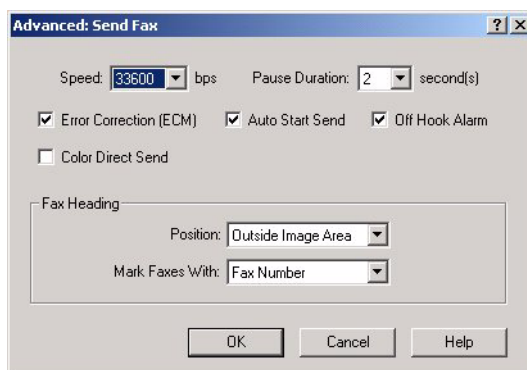 Advanced: Send Fax
Speed: 33600 bps Pause Duration: 2 second(s)
Error Correction (ECM) Auto Start Send Off Hook Alarm
Color Direct Send
Fax Heading
Position: Outside Image Area
Mark Faxes With: Fax Number
OK Cancel Help